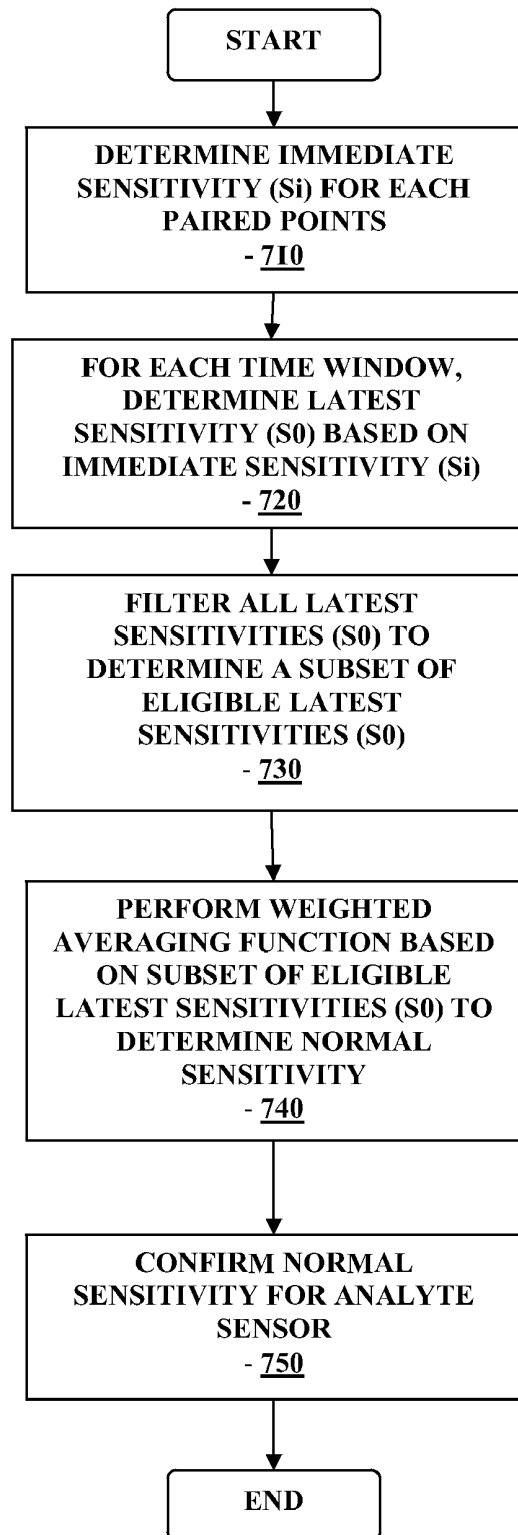 START
DETERMINE IMMEDIATE
SENSITIVITY (Si) FOR EACH
PAIRED POINTS
- 710
FOR EACH TIME WINDOW,
DETERMINE LATEST
SENSITIVITY (S0) BASED ON
IMMEDIATE SENSITIVITY (Si)
- 720
FILTER ALL LATEST
SENSITIVITIES (S0) TO
DETERMINE A SUBSET OF
ELIGIBLE LATEST
SENSITIVITIES (S0)
- 730
PERFORM WEIGHTED
AVERAGING FUNCTION BASED
ON SUBSET OF ELIGIBLE
LATEST SENSITIVITIES (S0) TO
DETERMINE NORMAL
SENSITIVITY
- 740
CONFIRM NORMAL
SENSITIVITY FOR ANALYTE
SENSOR
- 750
END